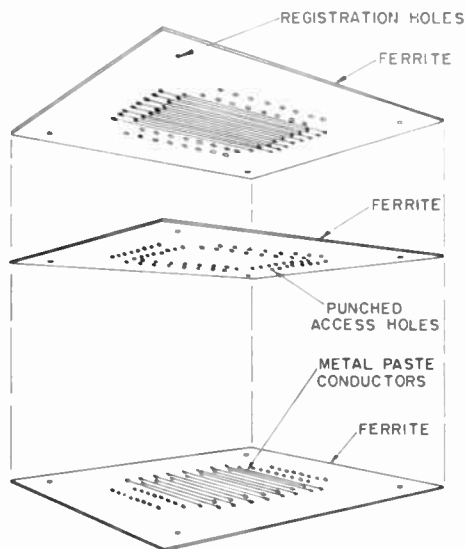 REGISTRATION HOLES
FERRITE
FERRITE
PUNCHED
ACCESS HOLES
METAL PASTE
CONDUCTORS
FERRITE